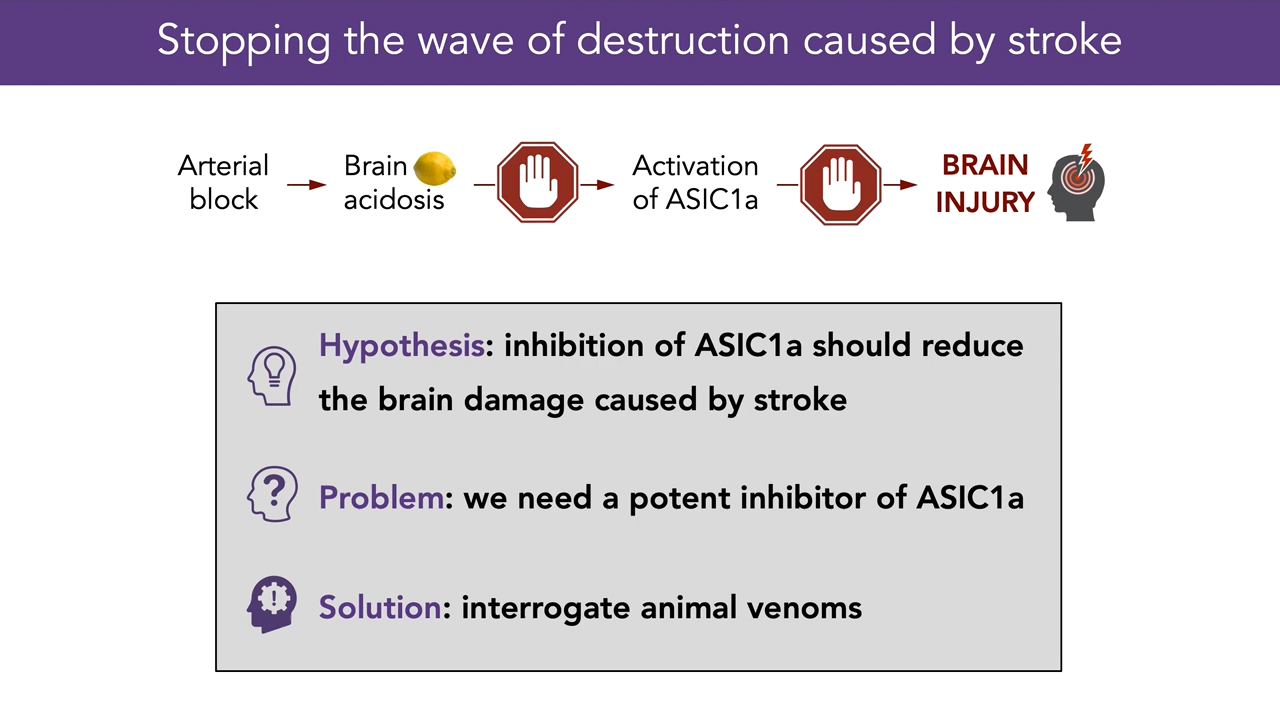 Stopping the wave of destruction caused by stroke
Arterial
block
Brain
acidosis
Activation
of ASIC1a
BRAIN
INJURY
Hypothesis: inhibition of ASIC1a should reduce
the brain damage caused by stroke
?
Problem: we need a potent inhibitor of ASIC1a
!
Solution: interrogate animal venoms